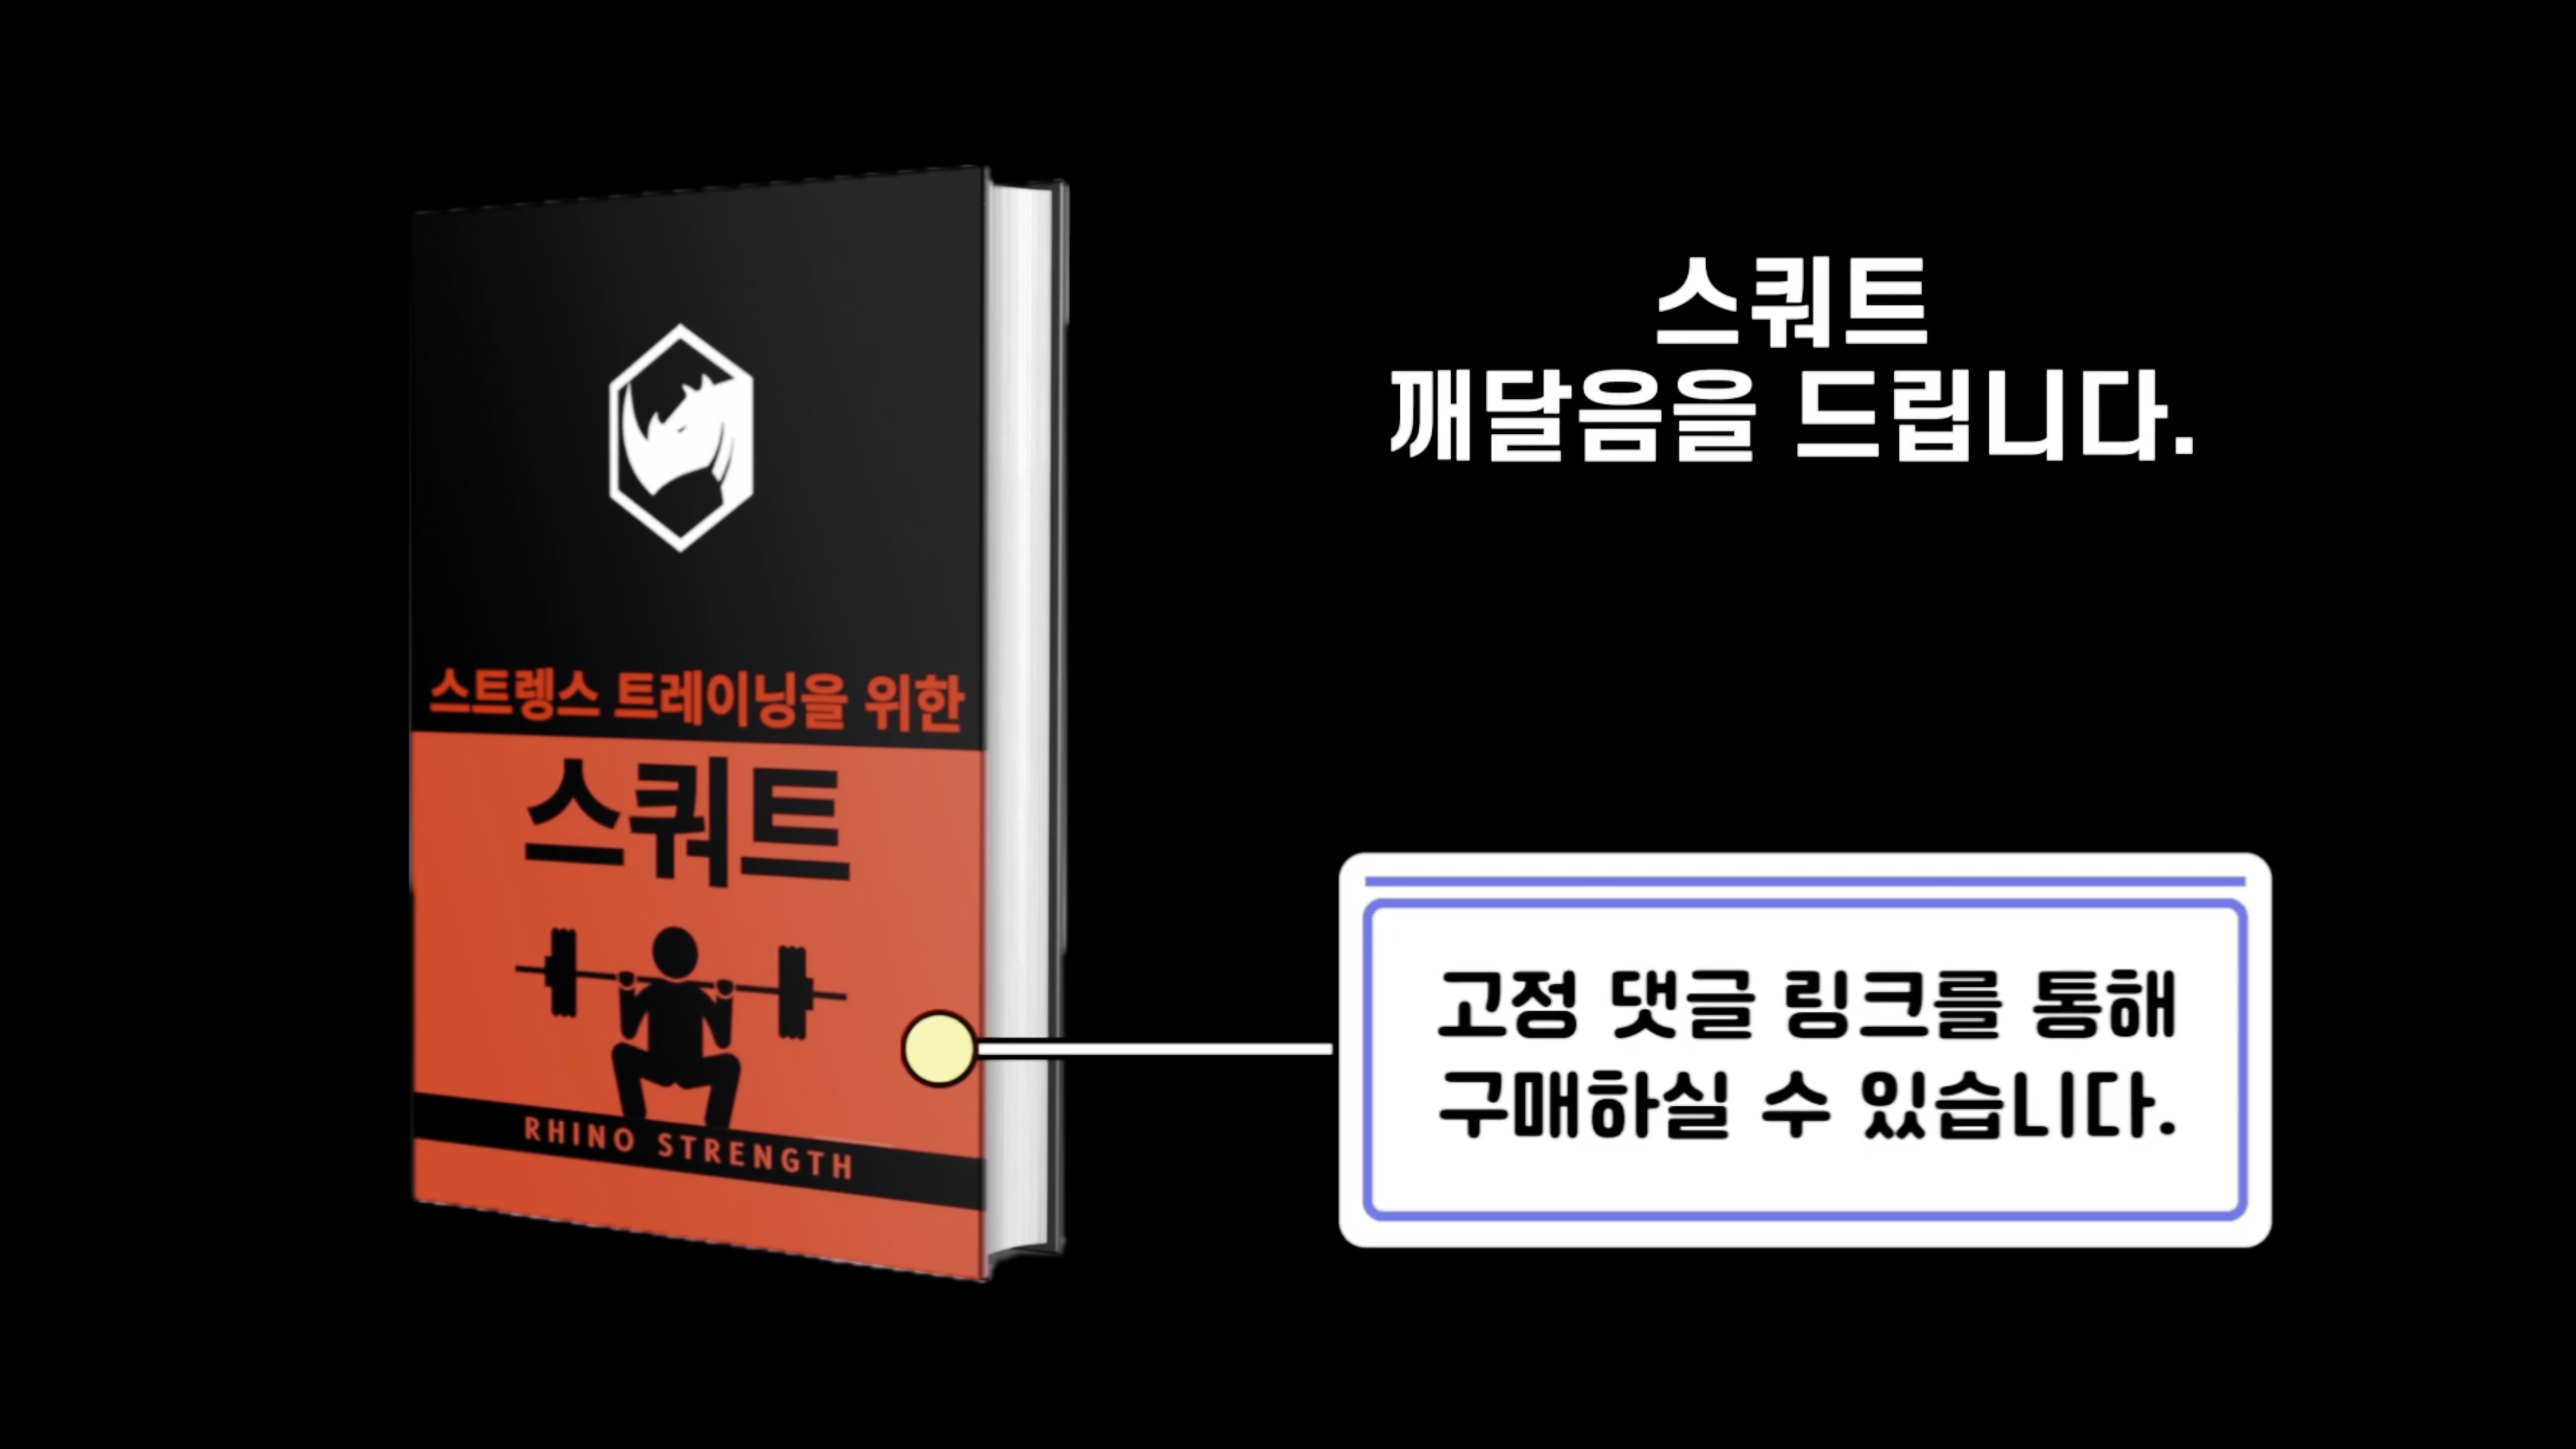 스트렝스 트레이닝을 위한
스쿼트
RHINO STRENGTH
스쿼트
깨달음을 드립니다.
고정 댓글 링크를 통해
구매하실 수 있습니다.